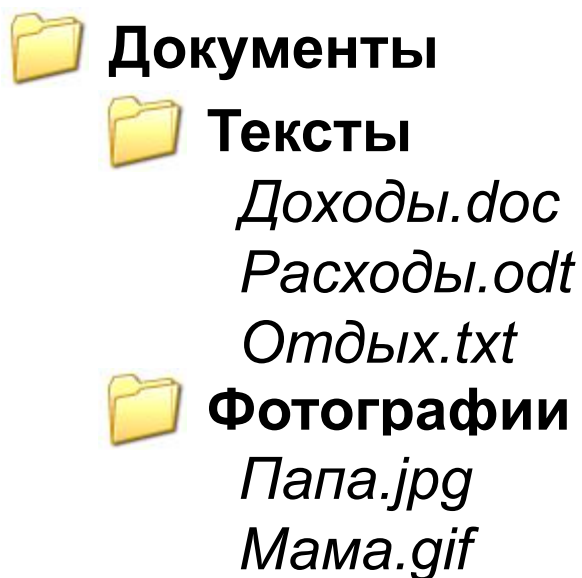 Документы
Тексты
Доходы.doc
Расходы.odt
Отдых.txt
Фотографии
Папа.jpg
Мама.gif